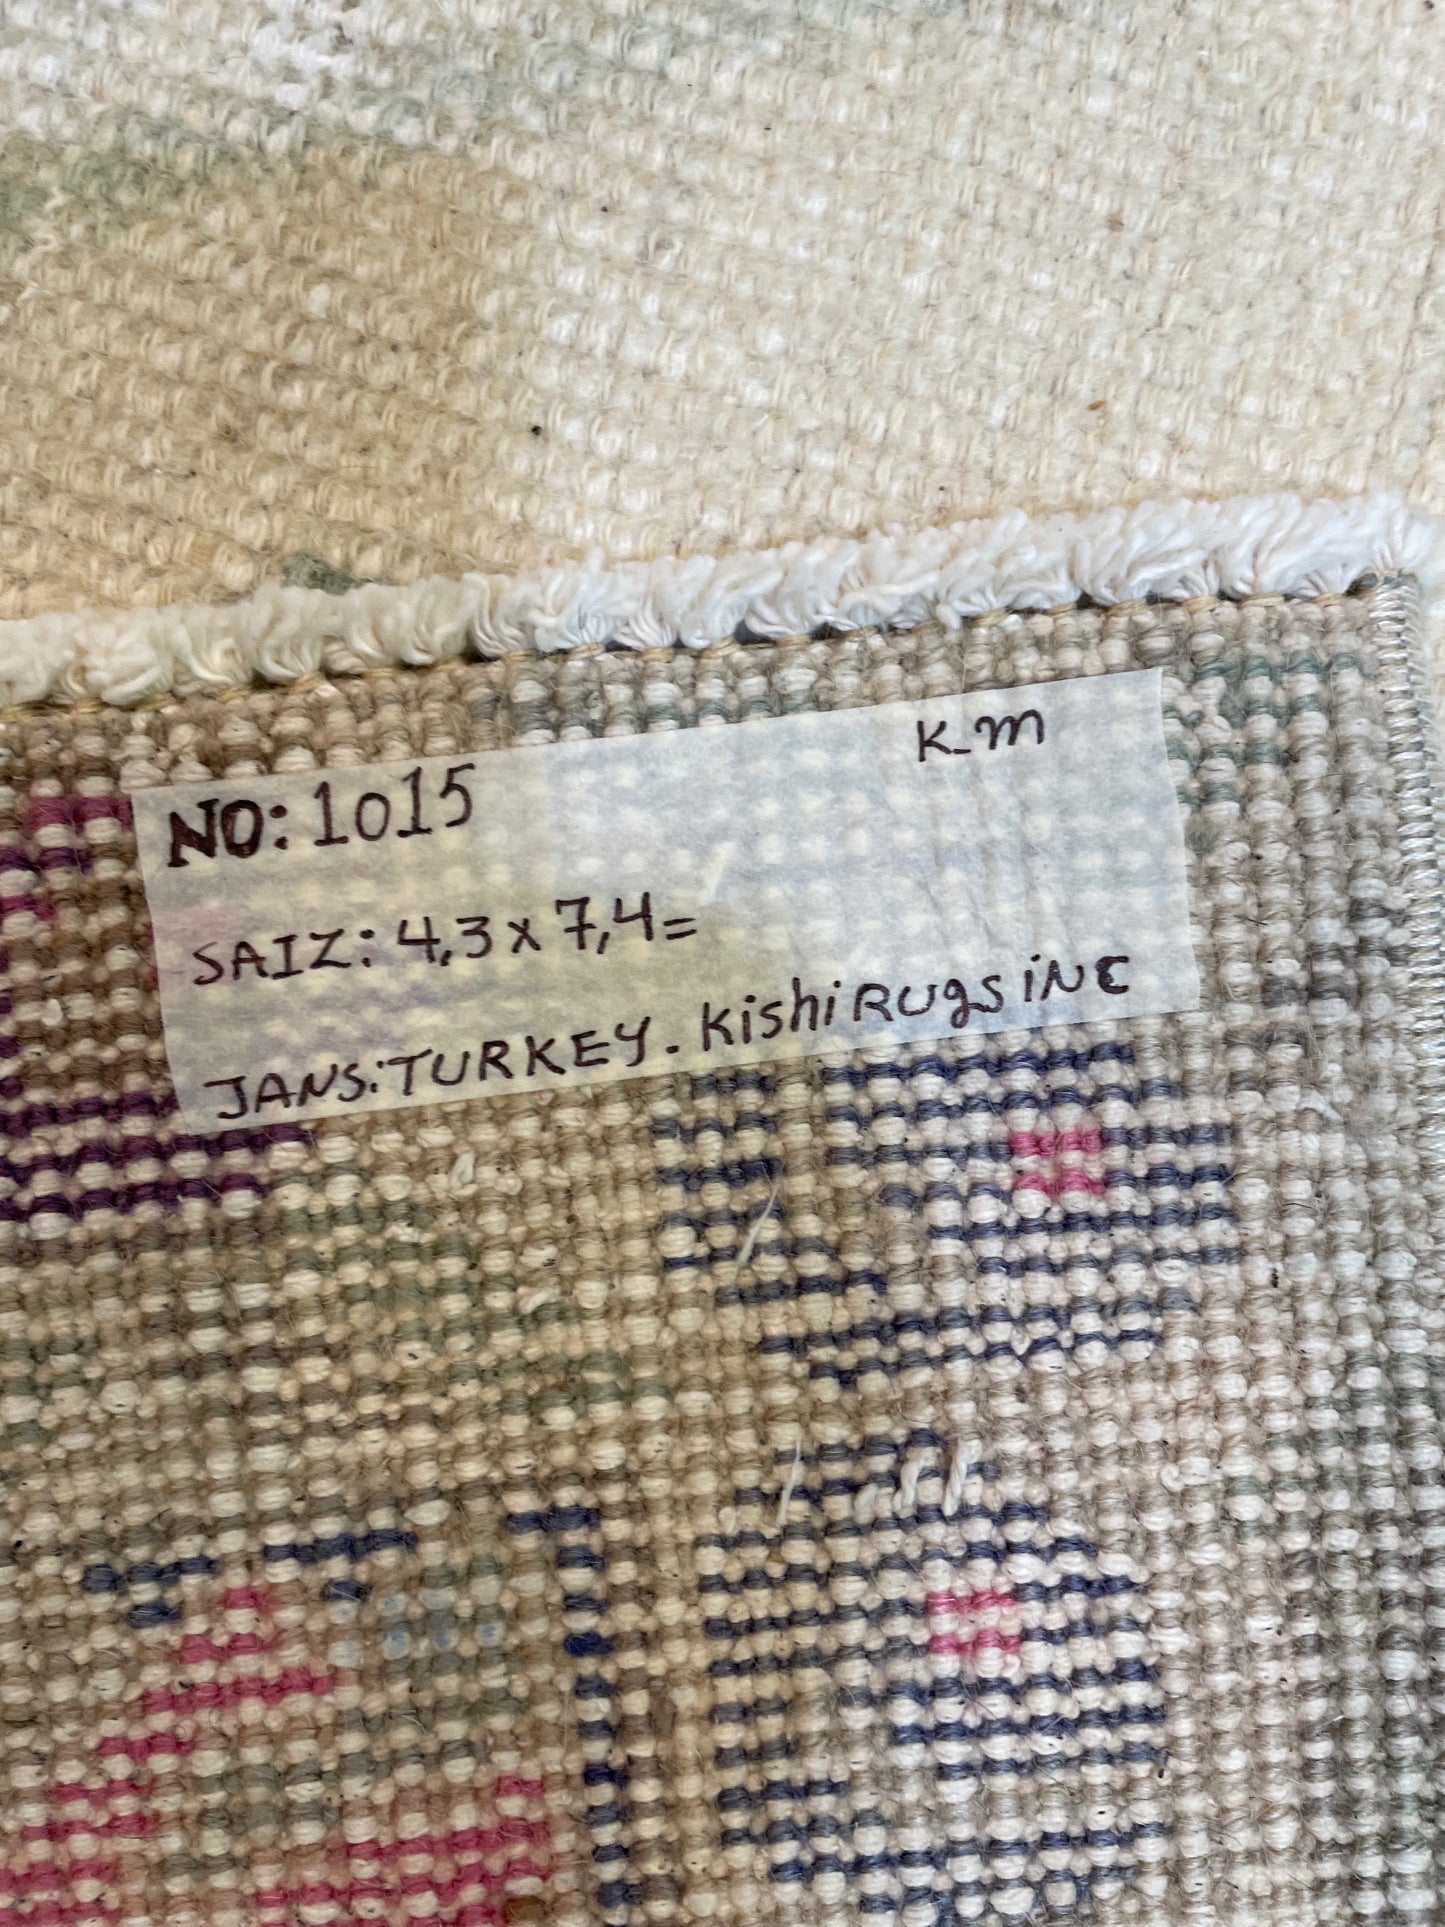 K-m
NO: 1015
SAIZ: 4,3 x 7,4=
JANS: TURKEY. Kishi RUgs iNC